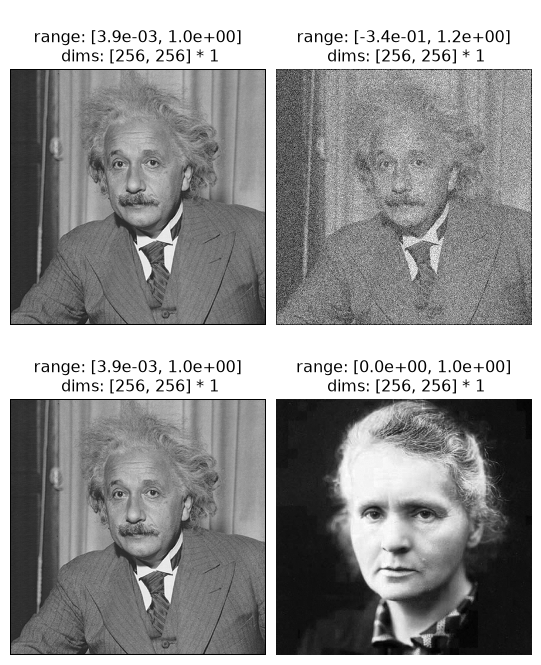 range: [3.9e-03, 1.0e+00]
dims: [256, 256] * 1
range: [-3.4e-01, 1.2e+00]
dims: [256, 256] * 1
range: [3.9e-03, 1.0e+00]
dims: [256, 256] * 1
range: [0.0e+00, 1.0e+00]
dims: [256, 256] * 1